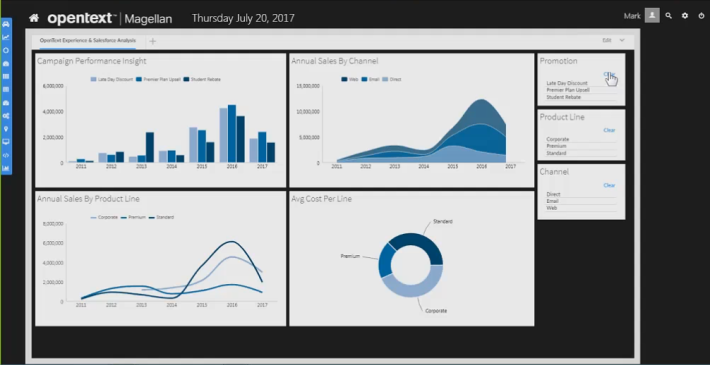 opentext™ | Magellan
Thursday July 20, 2017
Mark
OpenText Experience & Salesforce Analysis
Edit
Campaign Performance Insight
Late Day Discount Premier Plan Upsell Student Rebate
6,000,000
4,000,000
2,000,000
0
2011 2012 2013 2014 2015 2016 2017
Annual Sales By Channel
Web Email Direct
15,000,000
10,000,000
5,000,000
0
2011 2012 2013 2014 2015 2016 2017
Promotion
Late Day Discount
Premier Plan Upsell
Student Rebate
Product Line
Clear
Corporate
Premium
Standard
Channel
Clear
Direct
Email
Web
Annual Sales By Product Line
Corporate Premium Standard
8,000,000
6,000,000
4,000,000
2,000,000
0
2011 2012 2013 2014 2015 2016 2017
Avg Cost Per Line
Standard
Premium
Corporate